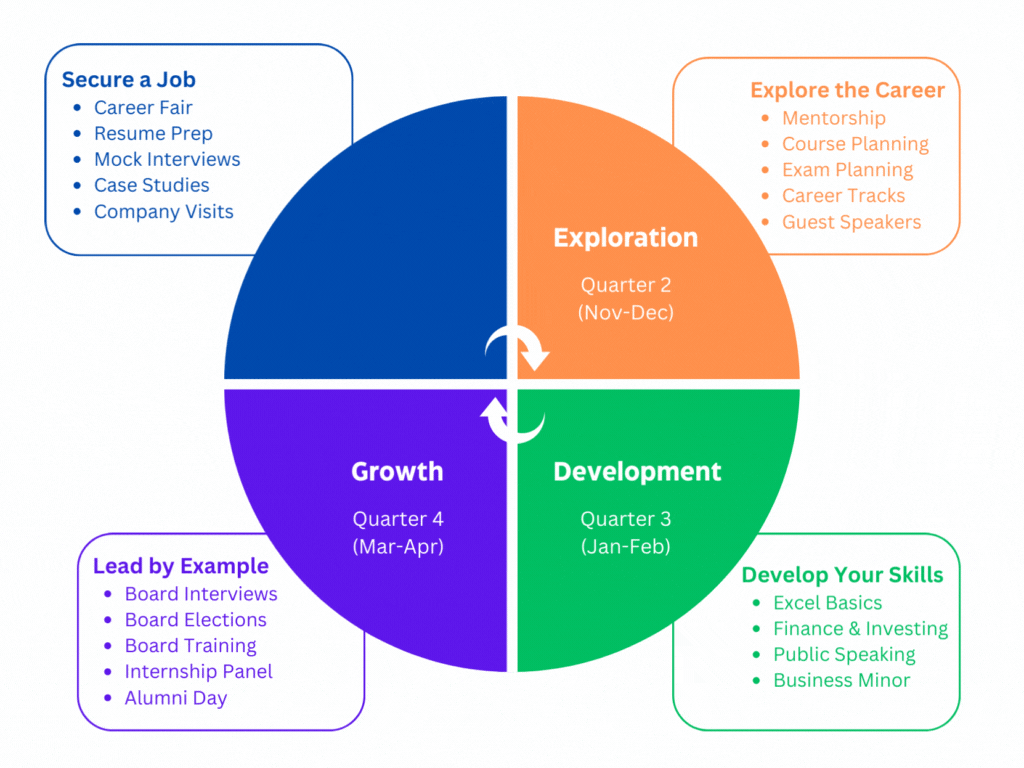 Secure a Job
• Career Fair
• Resume Prep
• Mock Interviews
• Case Studies
• Company Visits
Explore the Career
• Mentorship
• Course Planning
• Exam Planning
• Career Tracks
• Guest Speakers
Exploration
Quarter 2
(Nov-Dec)
Growth
Quarter 4
(Mar-Apr)
Development
Quarter 3
(Jan-Feb)
Lead by Example
• Board Interviews
• Board Elections
• Board Training
• Internship Panel
• Alumni Day
Develop Your Skills
• Excel Basics
• Finance & Investing
• Public Speaking
• Business Minor